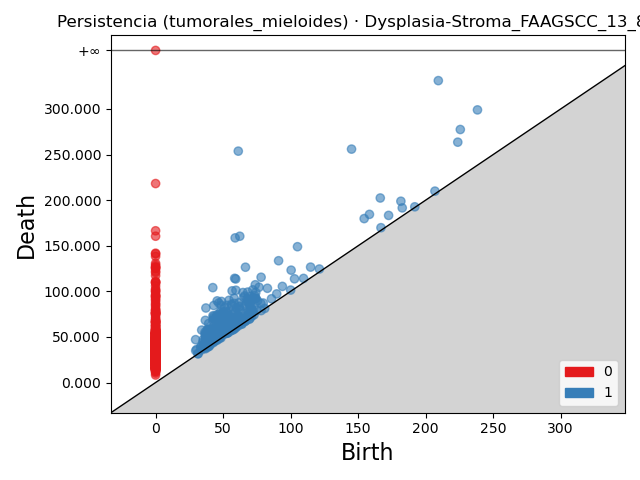 Persistencia (tumorales_mieloides) · Dysplasia-Stroma_FAAGSCC_13_8
+∞
300.000
250.000
200.000
150.000
100.000
50.000
0.000
Death
0
1
0 50 100 150 200 250 300
Birth